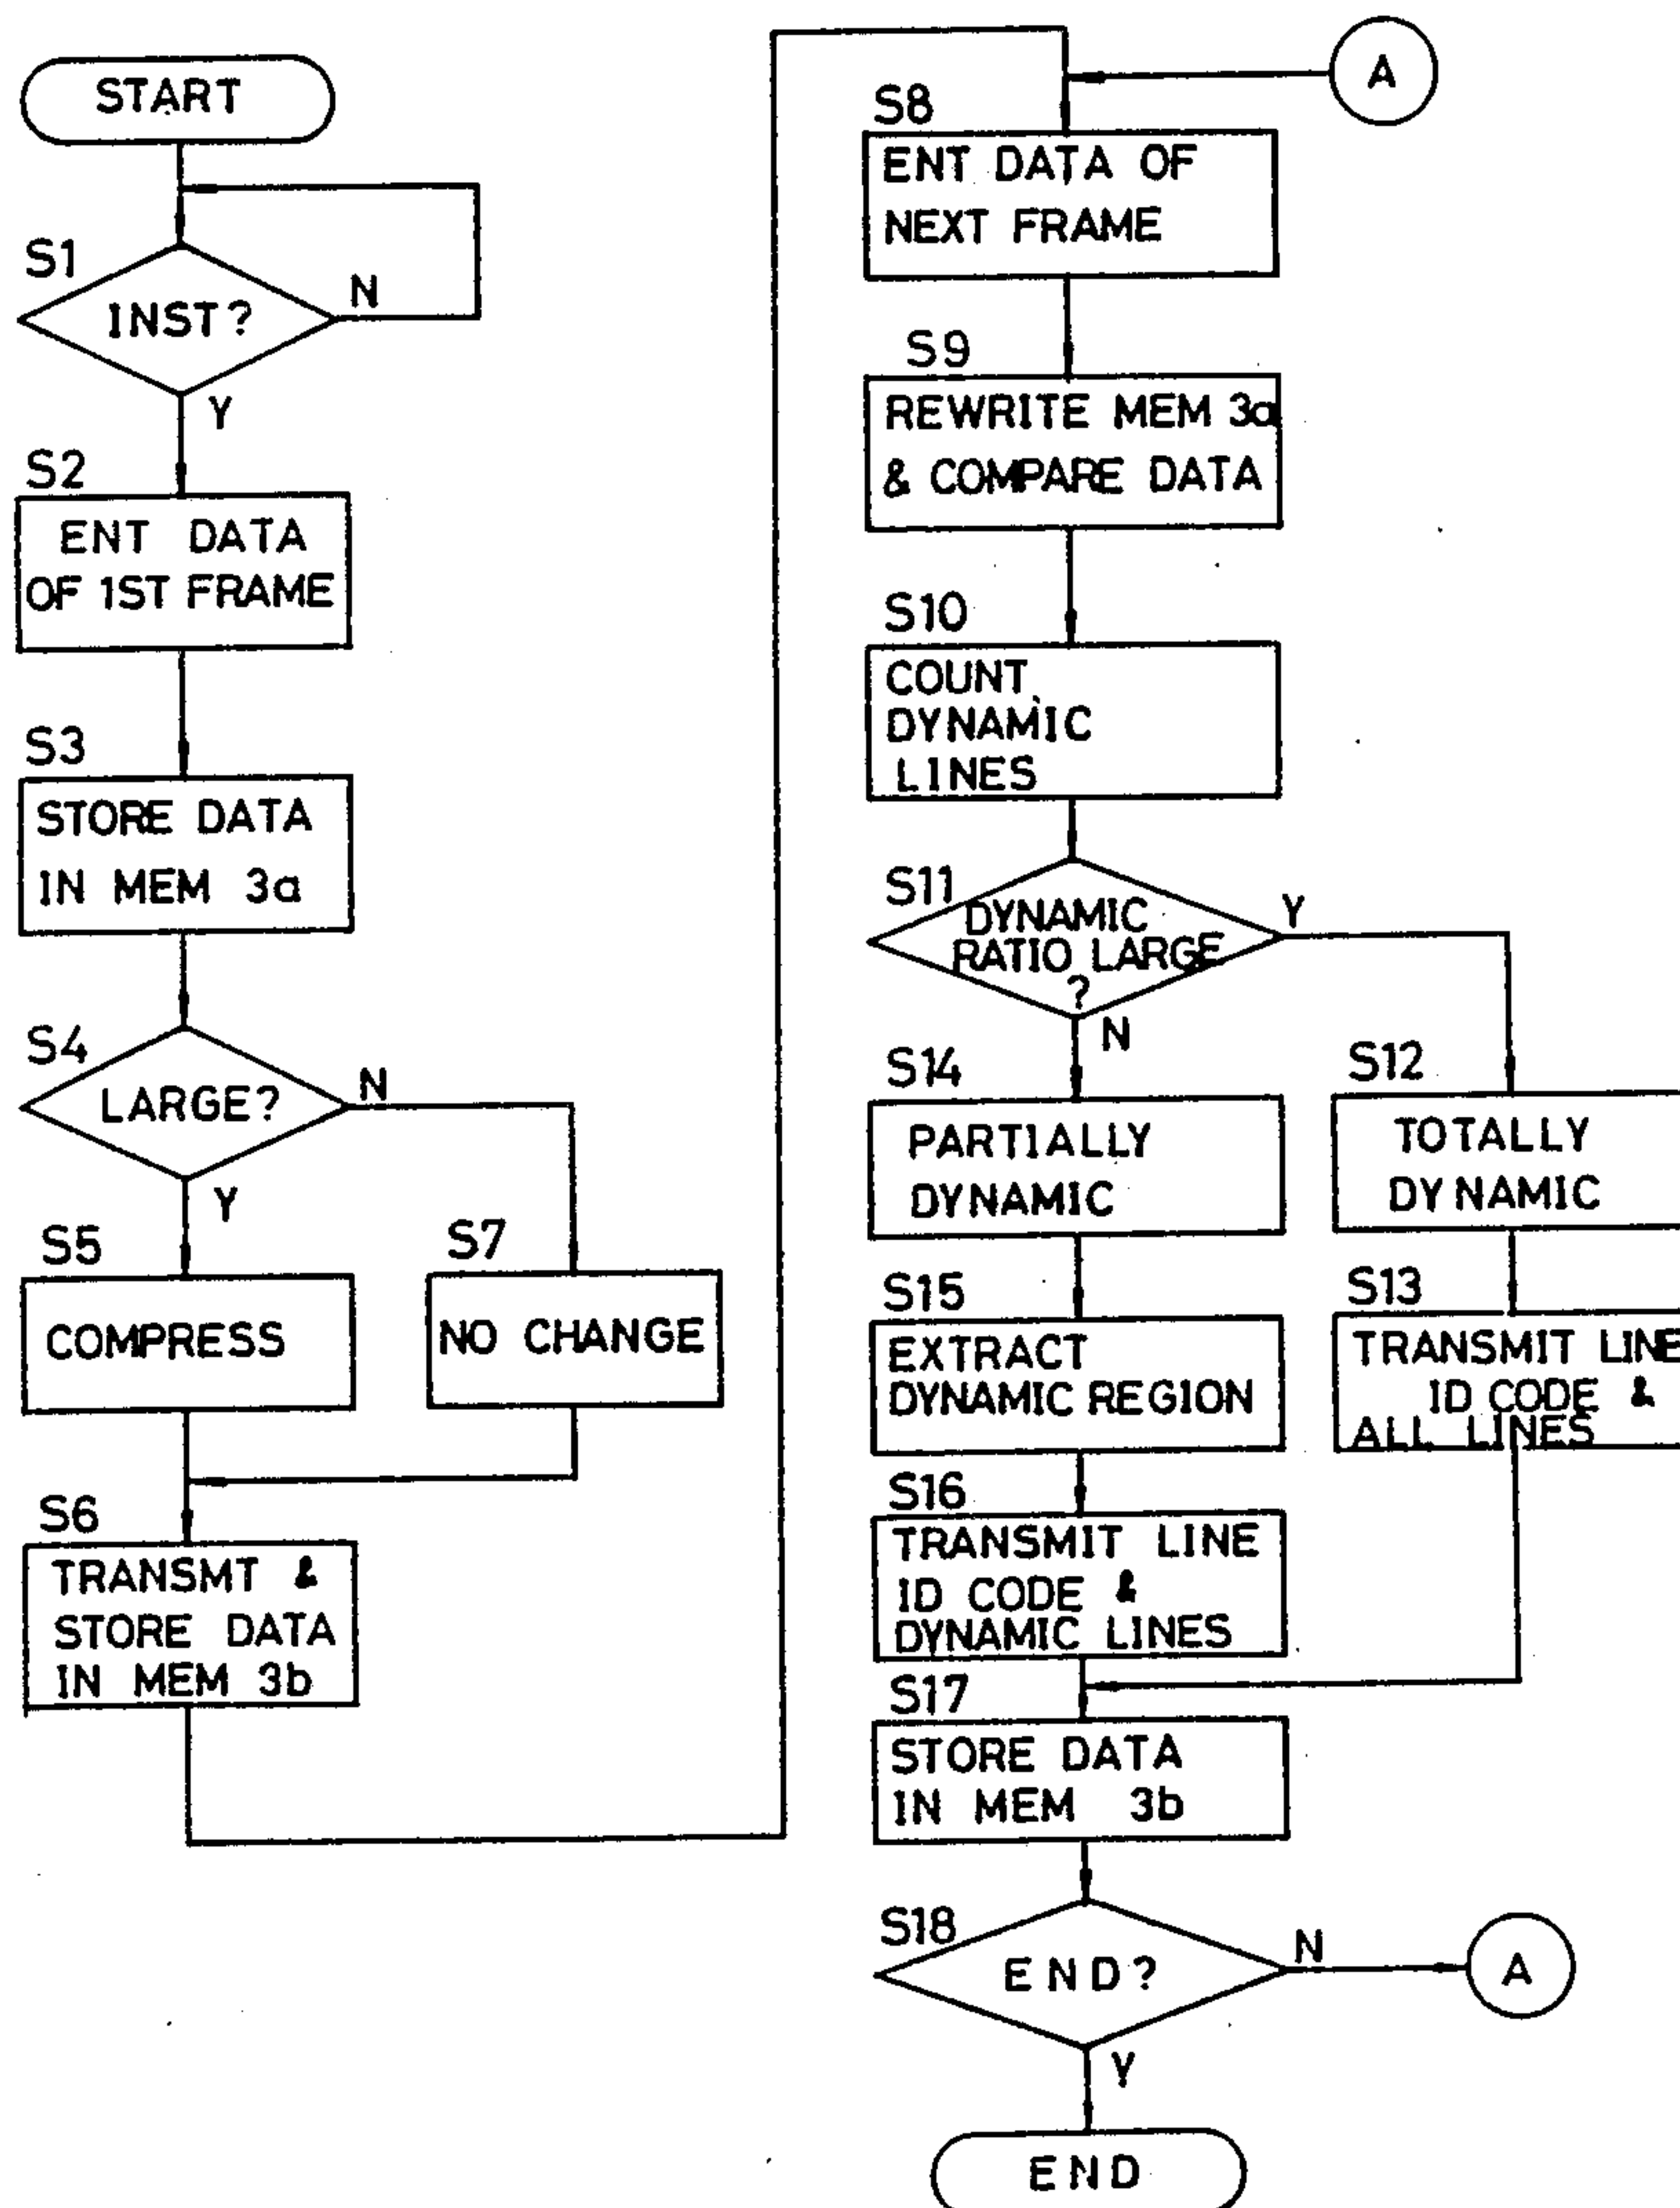 START
S1
INST?
N
Y
S2
ENT DATA
OF 1ST FRAME
S3
STORE DATA
IN MEM 3a
S4
LARGE?
N
Y
S5
COMPRESS
S7
NO CHANGE
S6
TRANSMT &
STORE DATA
IN MEM 3b
A
S8
ENT DATA OF
NEXT FRAME
S9
REWRITE MEM 3a
& COMPARE DATA
S10
COUNT
DYNAMIC
LINES
S11
DYNAMIC
RATIO LARGE
?
Y
N
S14
PARTIALLY
DYNAMIC
S12
TOTALLY
DYNAMIC
S15
EXTRACT
DYNAMIC REGION
S13
TRANSMIT LINE
ID CODE &
ALL LINES
S16
TRANSMIT LINE
ID CODE &
DYNAMIC LINES
S17
STORE DATA
IN MEM 3b
S18
END?
N
A
Y
END